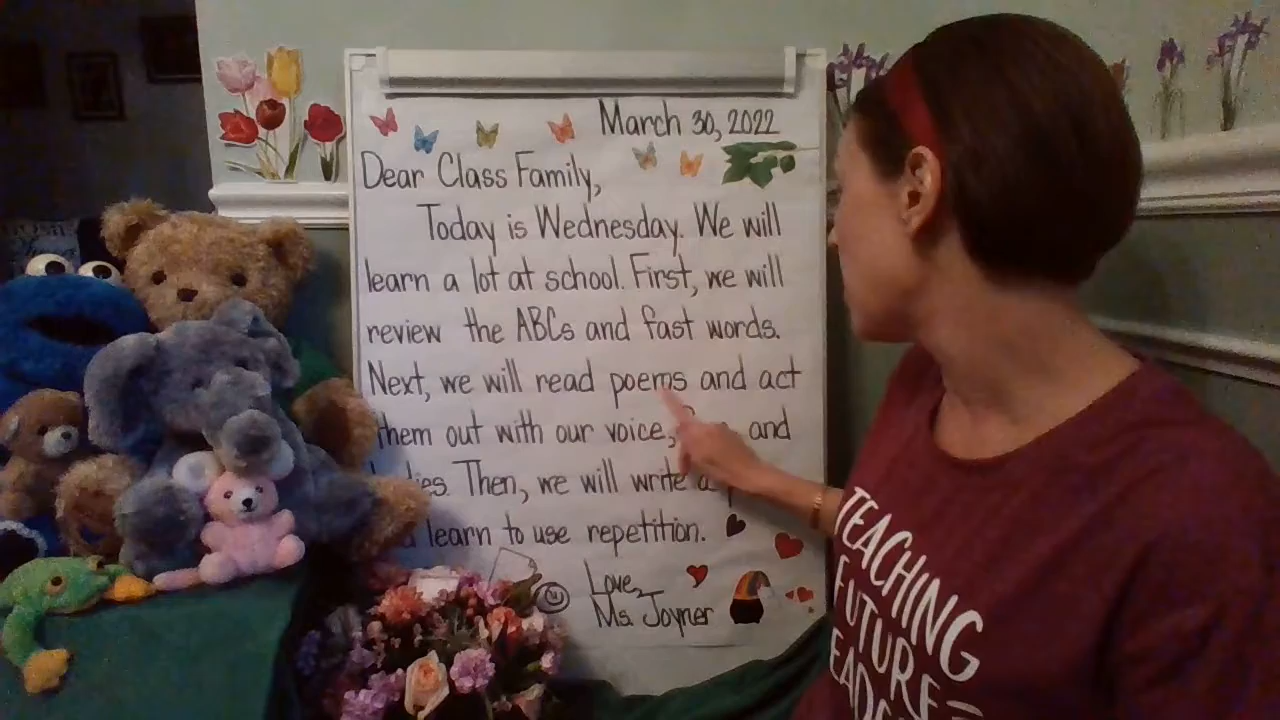 March 30, 2022
Dear Class Family,
Today is Wednesday. We will
learn a lot at school. First, we will
review the ABCs and fast words.
Next, we will read poems and act
them out with our voice, and
Then, we will write a
learn to use repetition.
Love,
Ms. Joyner
TEACHING
FUTURE